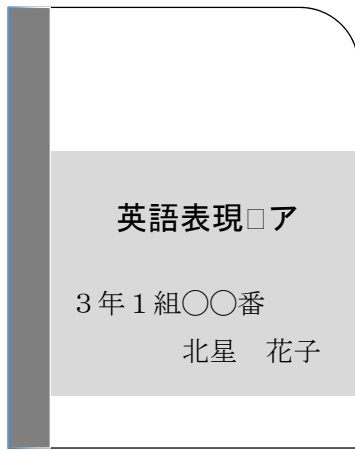 英語表現□ア
３年１組○○番
北星　花子